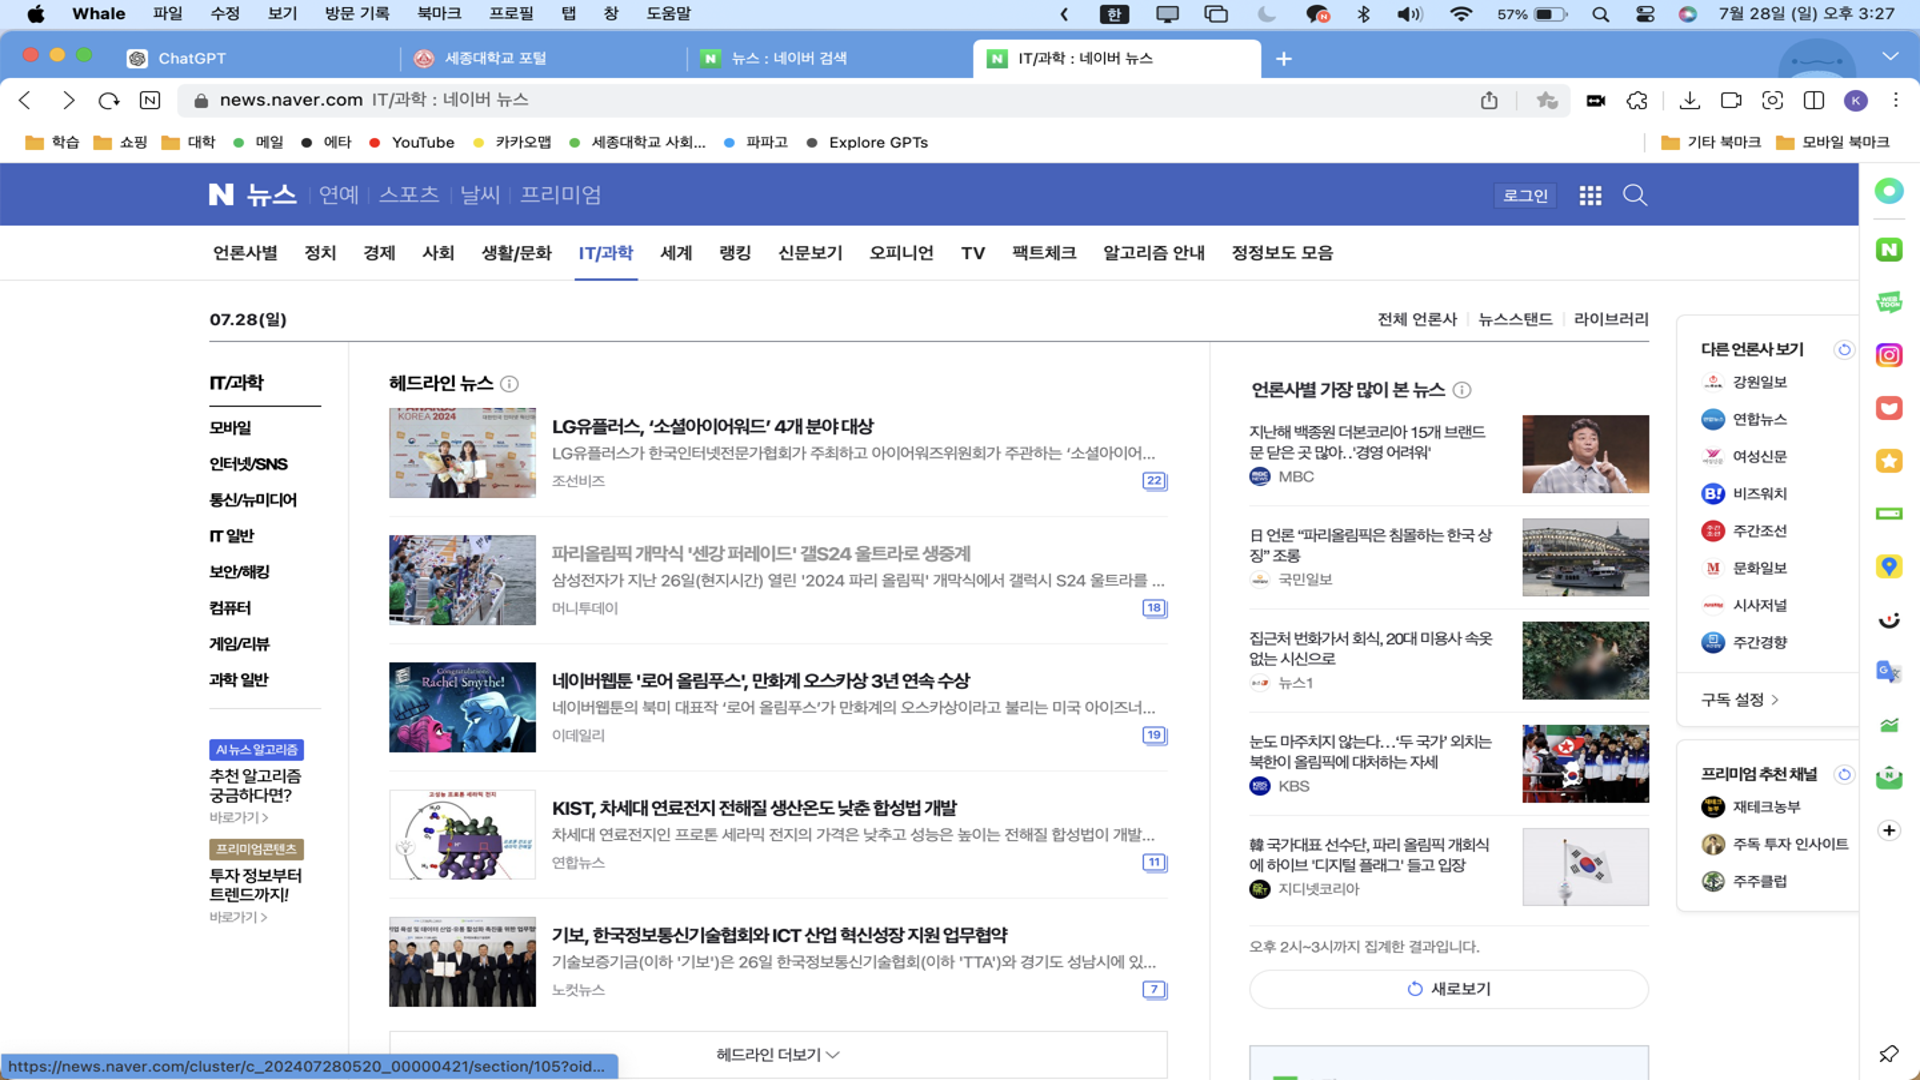 Whale 파일 수정 보기 방문 기록 북마크 프로필 탭 창 도움말 한 57% 7월 28일 (일) 오후 3:27
ChatGPT 세종대학교 포털 뉴스 : 네이버 검색 IT/과학 : 네이버 뉴스
news.naver.com IT/과학 : 네이버 뉴스
학습 쇼핑 대학 메일 에타 YouTube 카카오맵 세종대학교 사회... 파파고 Explore GPTs 기타 북마크 모바일 북마크
N 뉴스 연예 스포츠 날씨 프리미엄 로그인
언론사별 정치 경제 사회 생활/문화 IT/과학 세계 랭킹 신문보기 오피니언 TV 팩트체크 알고리즘 안내 정정보도 모음
07.28(일) 전체 언론사 뉴스스탠드 라이브러리
IT/과학
모바일
인터넷/SNS
통신/뉴미디어
IT 일반
보안/해킹
컴퓨터
게임/리뷰
과학 일반
AI 뉴스 알고리즘
추천 알고리즘
궁금하다면?
바로가기 >
프리미엄콘텐츠
투자 정보부터
트렌드까지!
바로가기 >
헤드라인 뉴스
KOREA 2024
LG유플러스, ‘소셜아이어워드’ 4개 분야 대상
LG유플러스가 한국인터넷전문가협회가 주최하고 아이어워즈위원회가 주관하는 ‘소셜아이어...
조선비즈 22
파리올림픽 개막식 '센강 퍼레이드' 갤S24 울트라로 생중계
삼성전자가 지난 26일(현지시간) 열린 '2024 파리 올림픽' 개막식에서 갤럭시 S24 울트라를 ...
머니투데이 18
Congratulations
Rachel Smythe!
네이버웹툰 '로어 올림푸스', 만화계 오스카상 3년 연속 수상
네이버웹툰의 북미 대표작 ‘로어 올림푸스’가 만화계의 오스카상이라고 불리는 미국 아이즈너...
이데일리 19
고성능 프로톤 세라믹 전지
KIST, 차세대 연료전지 전해질 생산온도 낮춘 합성법 개발
차세대 연료전지인 프로톤 세라믹 전지의 가격은 낮추고 성능은 높이는 전해질 합성법이 개발...
연합뉴스 11
기보, 한국정보통신기술협회와 ICT 산업 혁신성장 지원 업무협약
기술보증기금(이하 '기보')은 26일 한국정보통신기술협회(이하 'TTA')와 경기도 성남시에 있...
노컷뉴스 7
헤드라인 더보기
언론사별 가장 많이 본 뉴스
지난해 백종원 더본코리아 15개 브랜드
문 닫은 곳 많아‥'경영 어려워'
MBC
日 언론 “파리올림픽은 침몰하는 한국 상
징” 조롱
국민일보
집근처 번화가서 회식, 20대 미용사 속옷
없는 시신으로
뉴스1
눈도 마주치지 않는다…‘두 국가’ 외치는
북한이 올림픽에 대처하는 자세
KBS
韓 국가대표 선수단, 파리 올림픽 개회식
에 하이브 '디지털 플래그' 들고 입장
지디넷코리아
오후 2시~3시까지 집계한 결과입니다.
새로보기
다른 언론사 보기
강원일보
연합뉴스
여성신문
비즈워치
주간조선
문화일보
시사저널
주간경향
구독 설정 >
프리미엄 추천 채널
재테크농부
주독 투자 인사이트
주주클럽
https://news.naver.com/cluster/c_202407280520_00000421/section/105?oid...